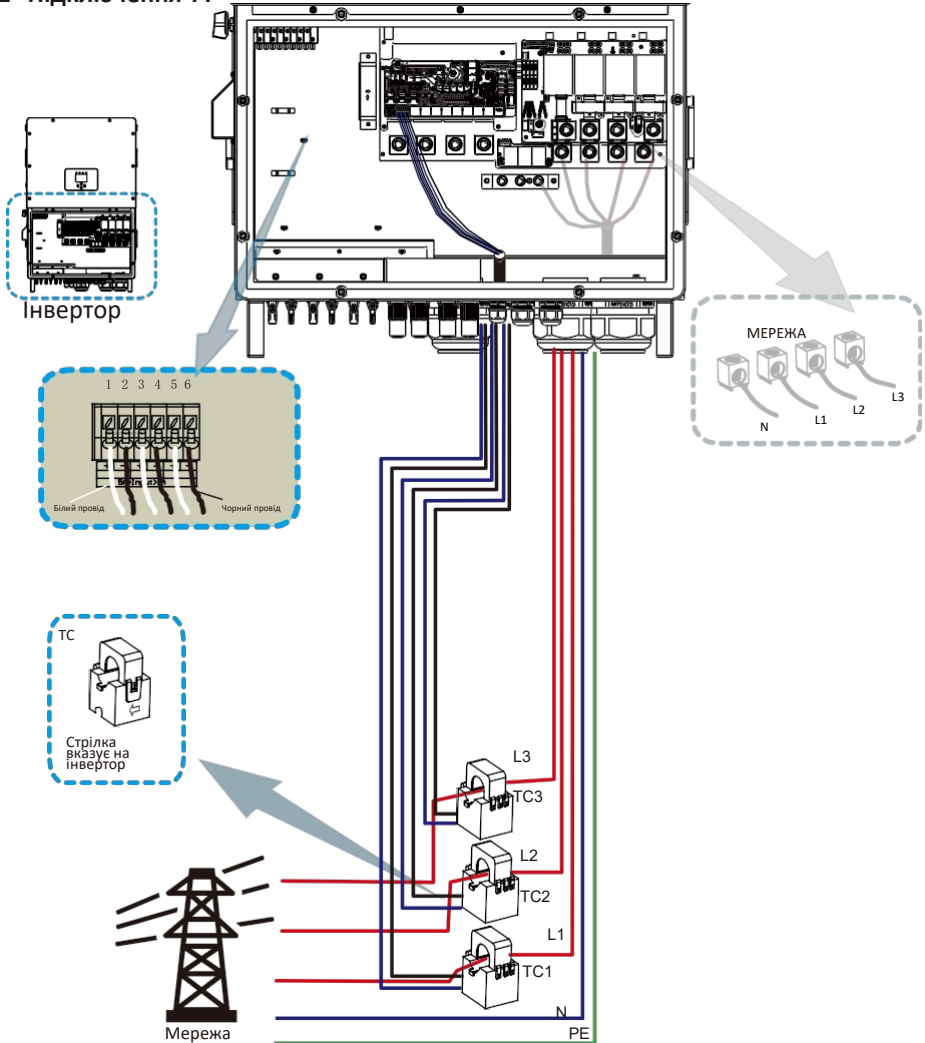 Інвертор
1 2 3 4 5 6
Білий провід
Чорний провід
МЕРЕЖА
N
L1
L2
L3
ТС
Стрілка
вказує на
інвертор
L3
TC3
L2
TC2
L1
TC1
N
PE
Мережа